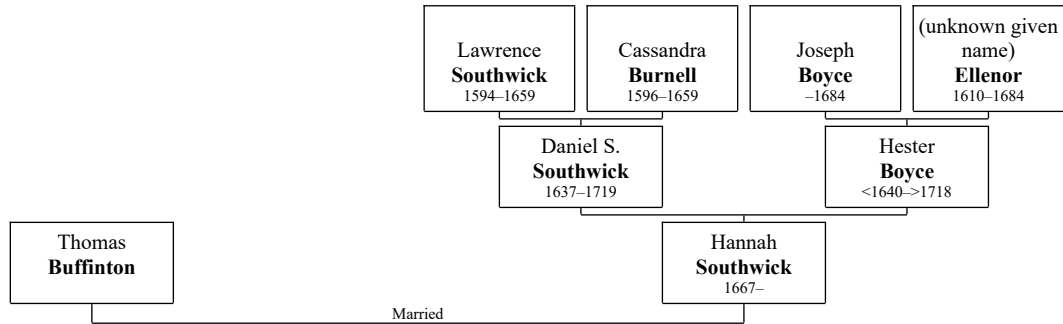 Lawrence
Southwick
1594–1659
Cassandra
Burnell
1596–1659
Joseph
Boyce
–1684
(unknown given
name)
Ellenor
1610–1684
Daniel S.
Southwick
1637–1719
Hester
Boyce
<1640–>1718
Thomas
Buffinton
Hannah
Southwick
1667–
Married